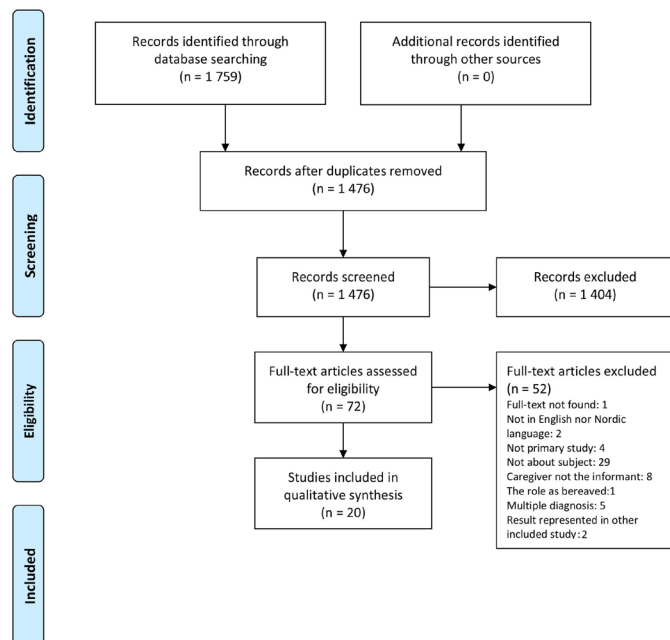 Identification
Records identified through
database searching
(n = 1 759)
Additional records identified
through other sources
(n = 0)
Records after duplicates removed
(n = 1 476)
Screening
Records screened
(n = 1 476)
Records excluded
(n = 1 404)
Eligibility
Full-text articles assessed
for eligibility
(n = 72)
Full-text articles excluded
(n = 52)
Full-text not found: 1
Not in English nor Nordic
language: 2
Not primary study: 4
Not about subject: 29
Caregiver not the informant: 8
The role as bereaved:1
Multiple diagnosis: 5
Result represented in other
included study: 2
Included
Studies included in
qualitative synthesis
(n = 20)